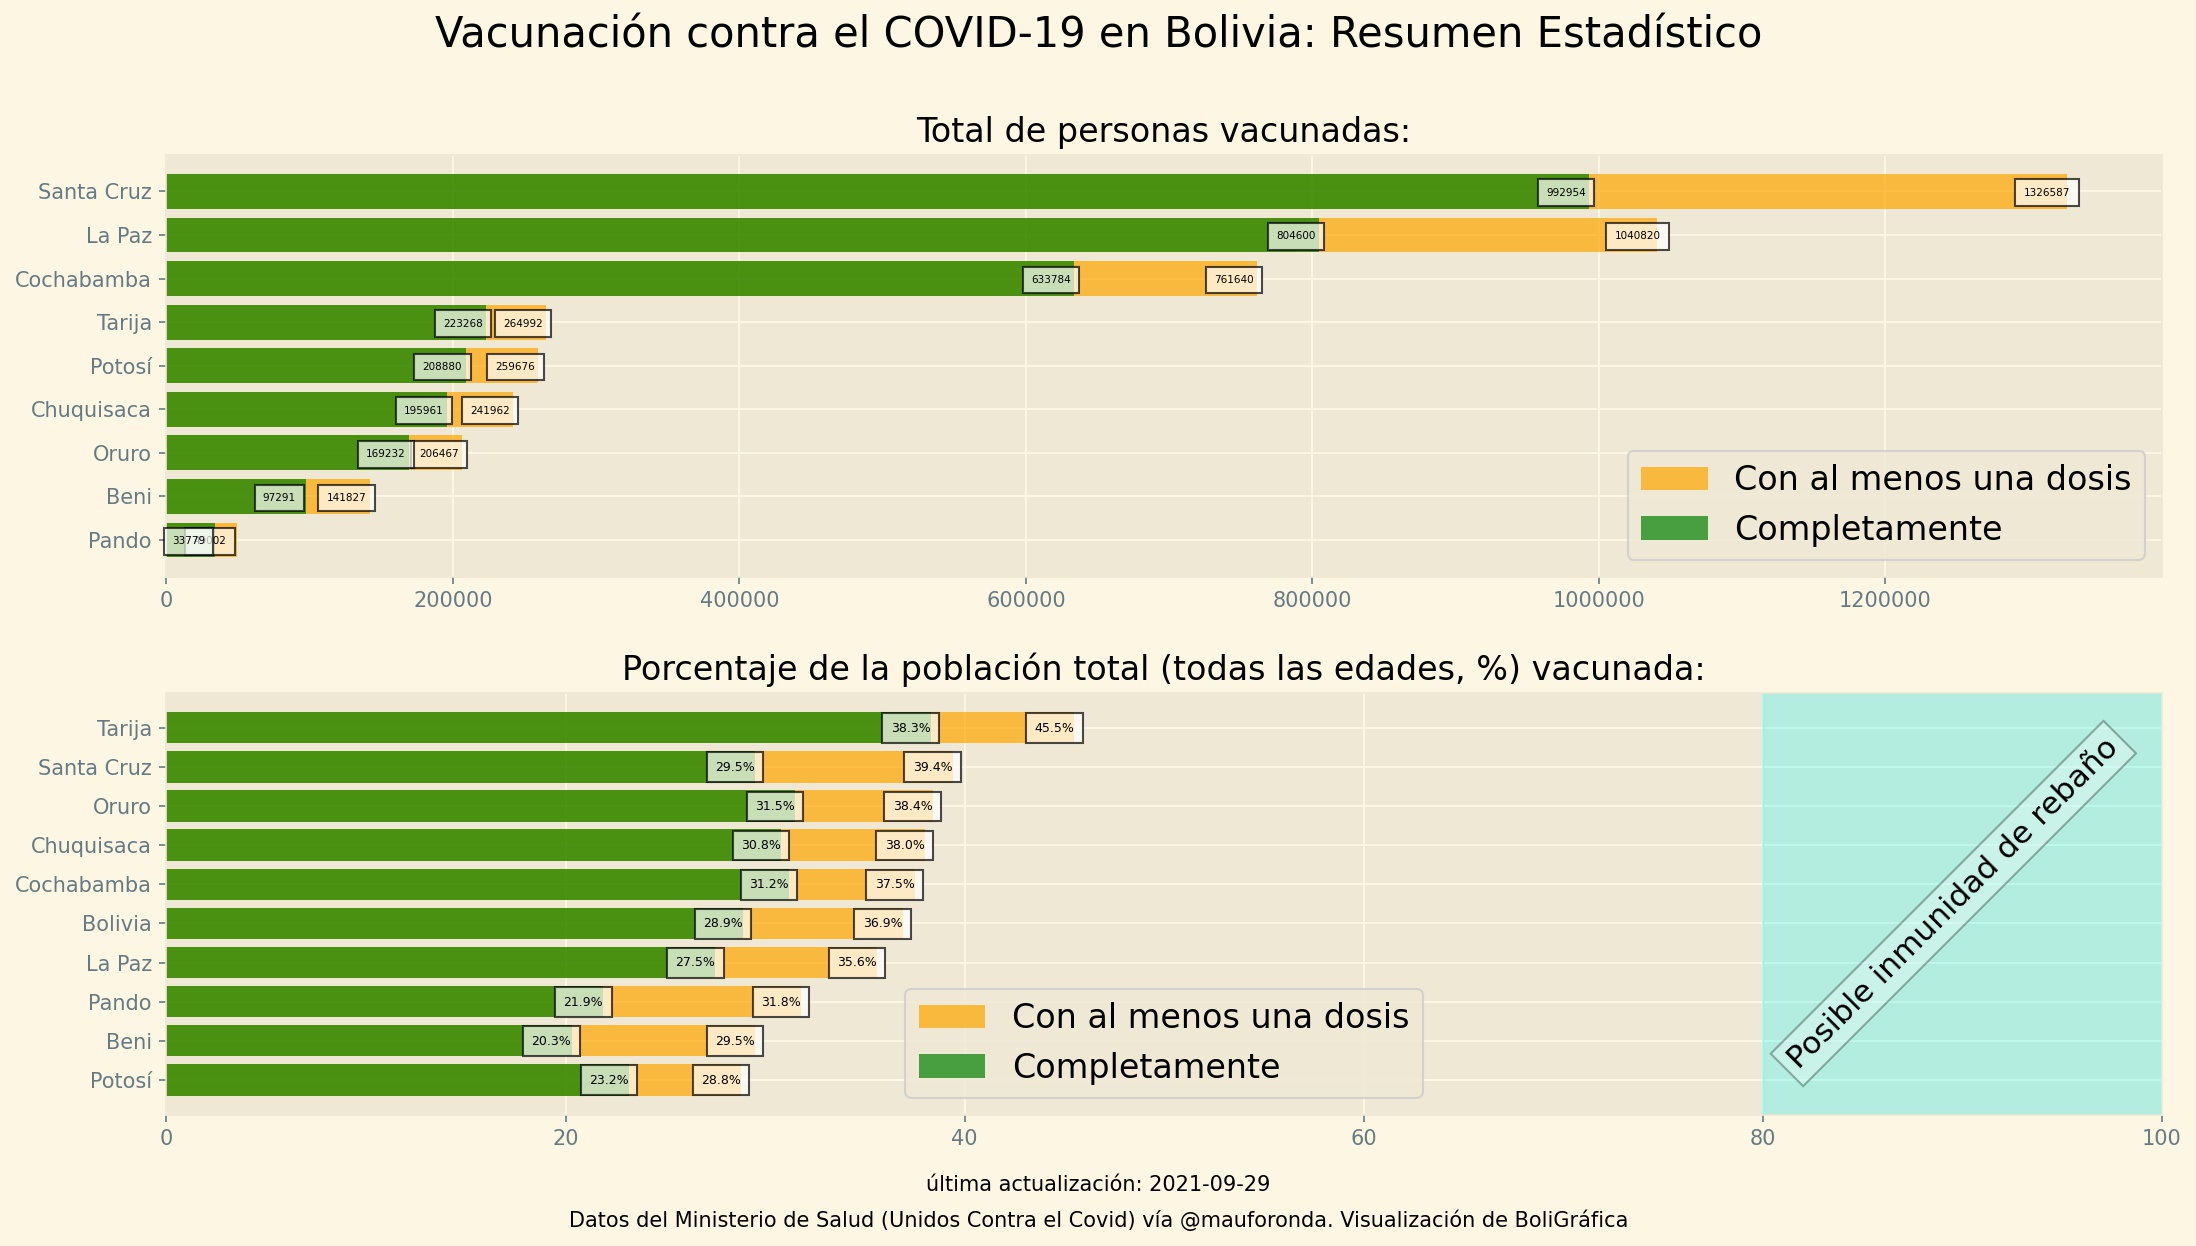 Vacunación contra el COVID-19 en Bolivia: Resumen Estadístico
Total de personas vacunadas:
Santa Cruz 992954 1326587
La Paz 804600 1040820
Cochabamba 633784 761640
Tarija 223268 264992
Potosí 208880 259676
Chuquisaca 195961 241962
Oruro 169232 206467
Beni 97291 141827
Pando 33779
Con al menos una dosis
Completamente
0 200000 400000 600000 800000 1000000 1200000
Porcentaje de la población total (todas las edades, %) vacunada:
Tarija 38.3% 45.5%
Santa Cruz 29.5% 39.4%
Oruro 31.5% 38.4%
Chuquisaca 30.8% 38.0%
Cochabamba 31.2% 37.5%
Bolivia 28.9% 36.9%
La Paz 27.5% 35.6%
Pando 21.9% 31.8%
Beni 20.3% 29.5%
Potosí 23.2% 28.8%
Con al menos una dosis
Completamente
Posible inmunidad de rebaño
0 20 40 60 80 100
última actualización: 2021-09-29
Datos del Ministerio de Salud (Unidos Contra el Covid) vía @mauforonda. Visualización de BoliGráfica